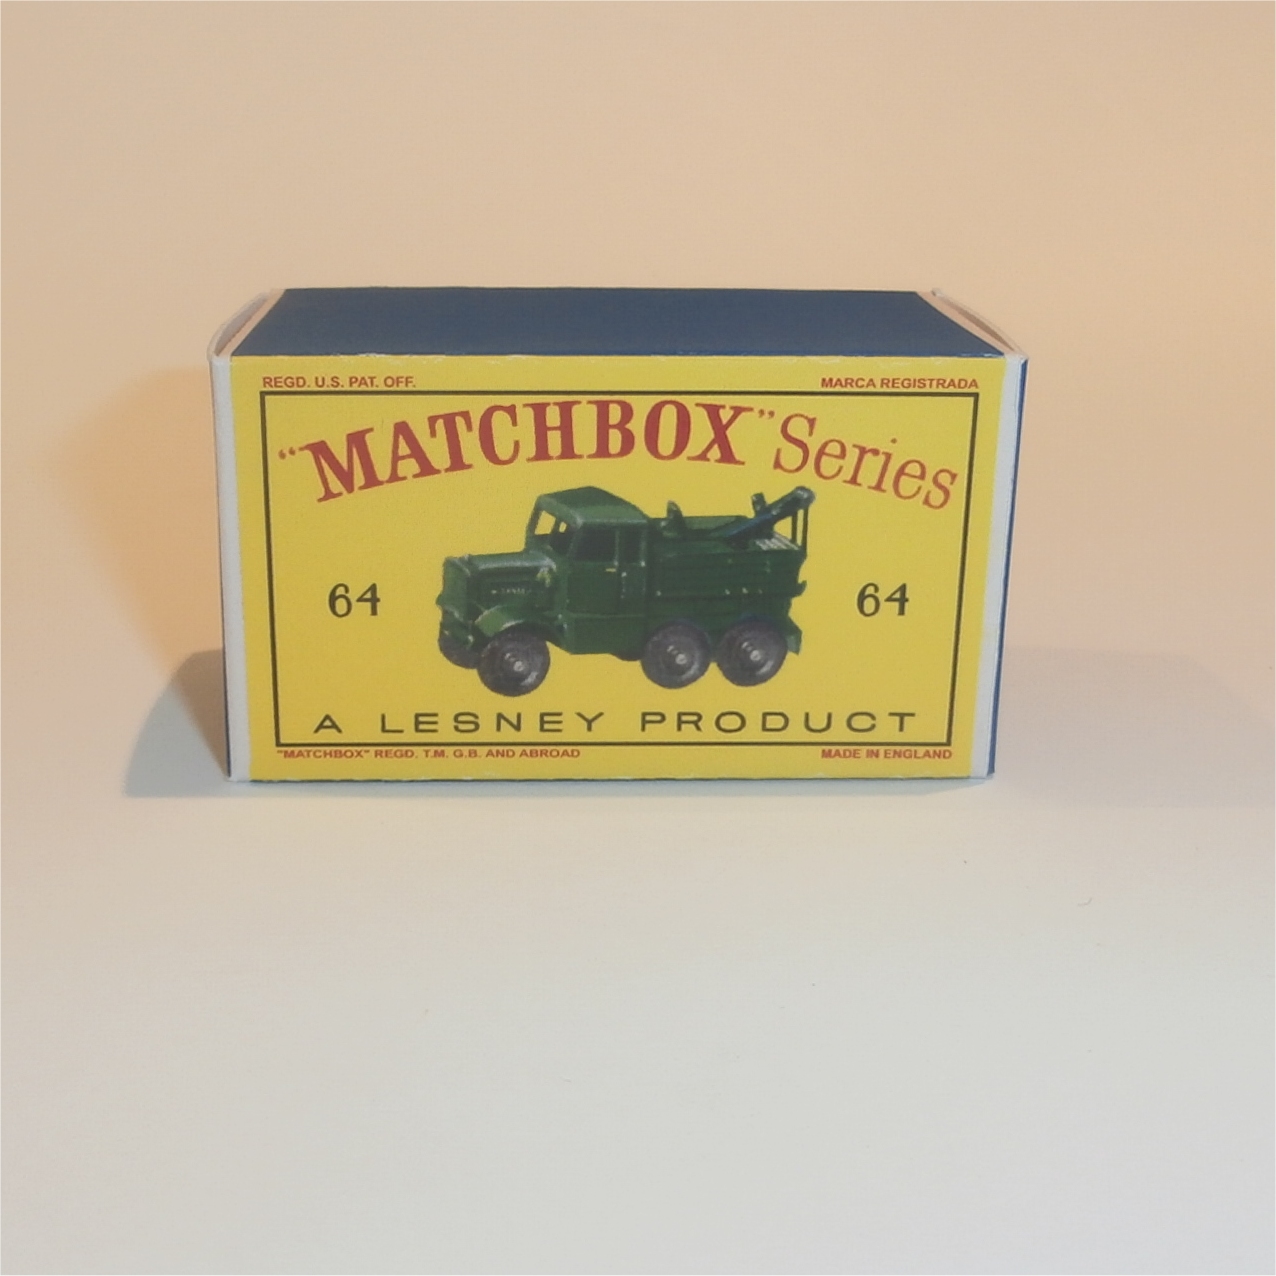 REGD. U.S. PAT. OFF. MARCA REGISTRADA
"MATCHBOX" Series
64 64
A LESNEY PRODUCT
"MATCHBOX" REGD. T.M. G.B. AND ABROAD MADE IN ENGLAND